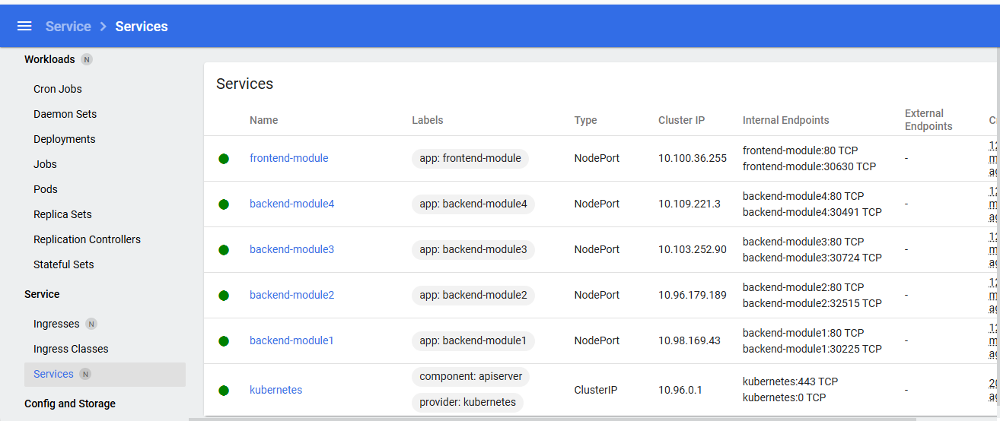 Service > Services
Workloads N
Cron Jobs
Daemon Sets
Deployments
Jobs
Pods
Replica Sets
Replication Controllers
Stateful Sets
Service
Ingresses N
Ingress Classes
Services N
Config and Storage
Services
Name Labels Type Cluster IP Internal Endpoints External Endpoints C
frontend-module app: frontend-module NodePort 10.100.36.255 frontend-module:80 TCP -
frontend-module:30630 TCP
backend-module4 app: backend-module4 NodePort 10.109.221.3 backend-module4:80 TCP -
backend-module4:30491 TCP
backend-module3 app: backend-module3 NodePort 10.103.252.90 backend-module3:80 TCP -
backend-module3:30724 TCP
backend-module2 app: backend-module2 NodePort 10.96.179.189 backend-module2:80 TCP -
backend-module2:32515 TCP
backend-module1 app: backend-module1 NodePort 10.98.169.43 backend-module1:80 TCP -
backend-module1:30225 TCP
kubernetes component: apiserver ClusterIP 10.96.0.1 kubernetes:443 TCP -
provider: kubernetes kubernetes:0 TCP